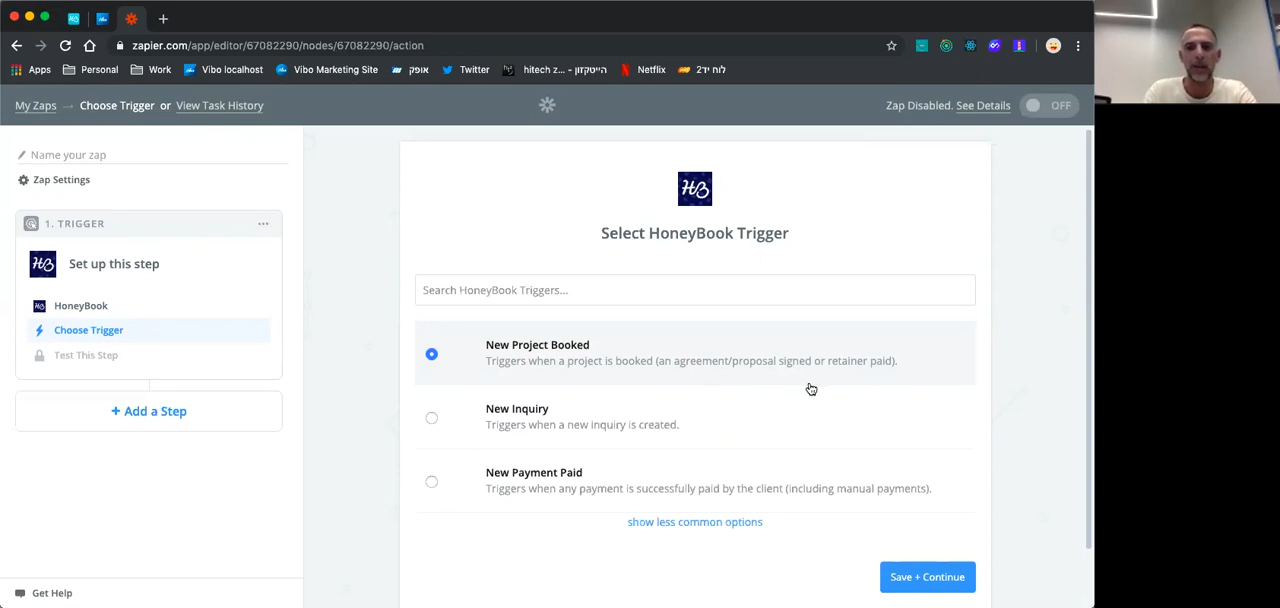 zapier.com/app/editor/67082290/nodes/67082290/action
Apps Personal Work Vibo localhost Vibo Marketing Site אופק Twitter hitech z... – הייטקזון Netflix לוח יד2
My Zaps → Choose Trigger or View Task History
Zap Disabled. See Details OFF
Name your zap
Zap Settings
1. TRIGGER ...
HB Set up this step
HoneyBook
Choose Trigger
Test This Step
+ Add a Step
Get Help
HB
Select HoneyBook Trigger
Search HoneyBook Triggers...
New Project Booked
Triggers when a project is booked (an agreement/proposal signed or retainer paid).
New Inquiry
Triggers when a new inquiry is created.
New Payment Paid
Triggers when any payment is successfully paid by the client (including manual payments).
show less common options
Save + Continue